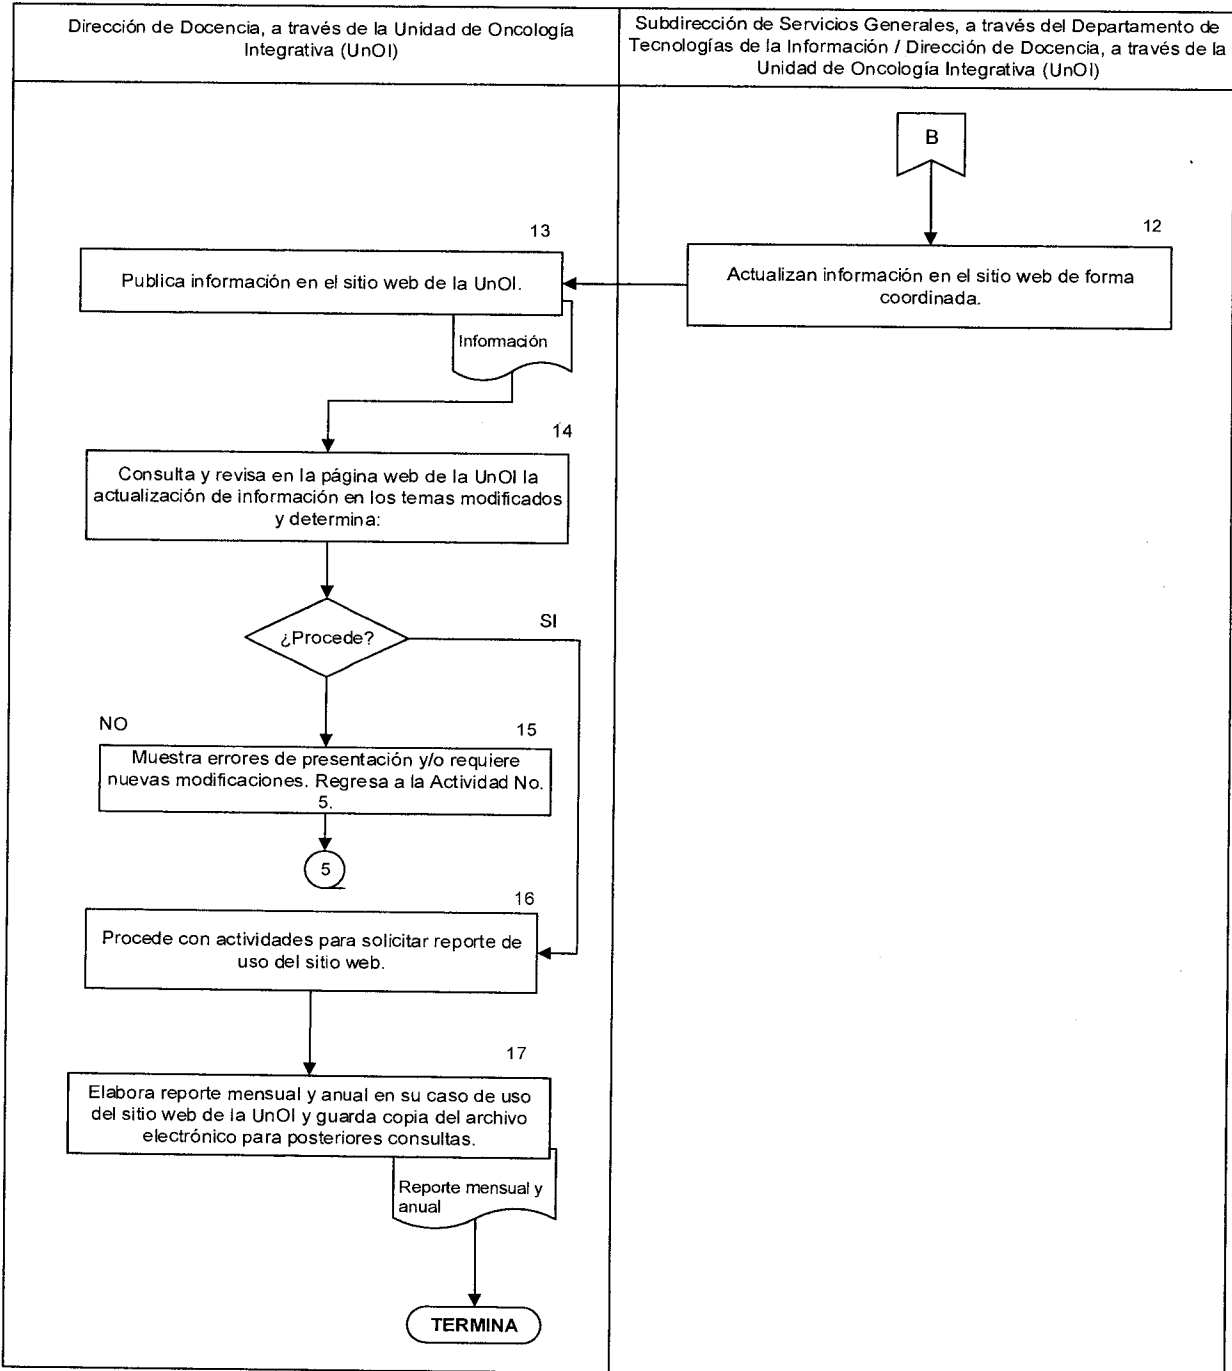 Dirección de Docencia, a través de la Unidad de Oncología
Integrativa (UnOI)
Subdirección de Servicios Generales, a través del Departamento de
Tecnologías de la Información / Dirección de Docencia, a través de la
Unidad de Oncología Integrativa (UnOI)
B
12
Actualizan información en el sitio web de forma
coordinada.
13
Publica información en el sitio web de la UnOI.
Información
14
Consulta y revisa en la página web de la UnOI la
actualización de información en los temas modificados
y determina:
¿Procede?
SI
NO
15
Muestra errores de presentación y/o requiere
nuevas modificaciones. Regresa a la Actividad No.
5.
5
16
Procede con actividades para solicitar reporte de
uso del sitio web.
17
Elabora reporte mensual y anual en su caso de uso
del sitio web de la UnOI y guarda copia del archivo
electrónico para posteriores consultas.
Reporte mensual y
anual
TERMINA